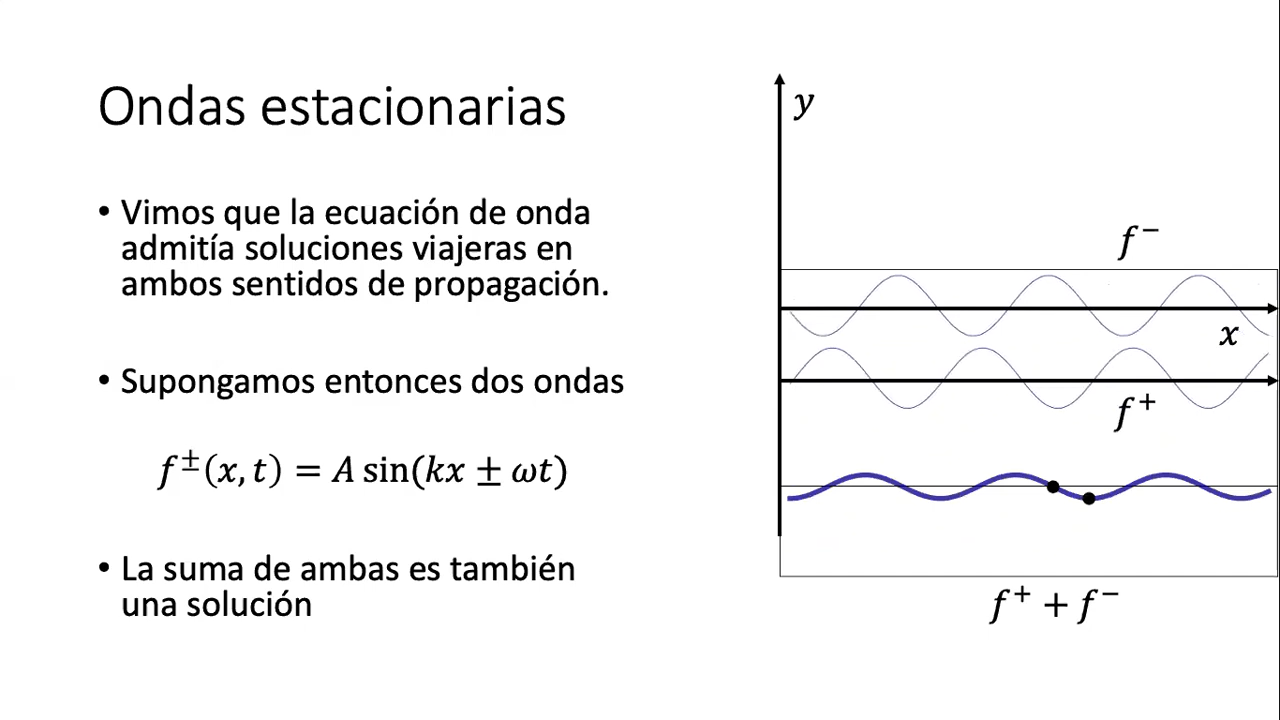 Ondas estacionarias
• Vimos que la ecuación de onda
admitía soluciones viajeras en
ambos sentidos de propagación.
• Supongamos entonces dos ondas
f±(x, t) = A sin(kx ± ωt)
• La suma de ambas es también
una solución
y
f−
x
f+
f+ + f−